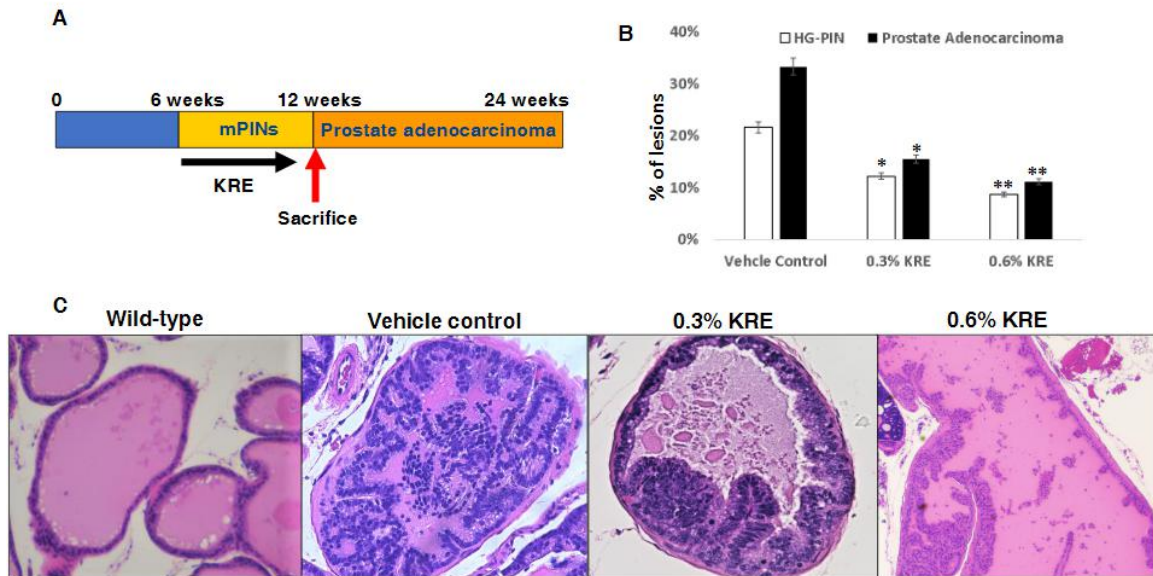 A
0 6 weeks 12 weeks 24 weeks
mPINs Prostate adenocarcinoma
KRE
Sacrifice
B
HG-PIN Prostate Adenocarcinoma
% of lesions
40%
30%
20%
10%
0%
* *
** **
Vehcle Control 0.3% KRE 0.6% KRE
C
Wild-type Vehicle control 0.3% KRE 0.6% KRE